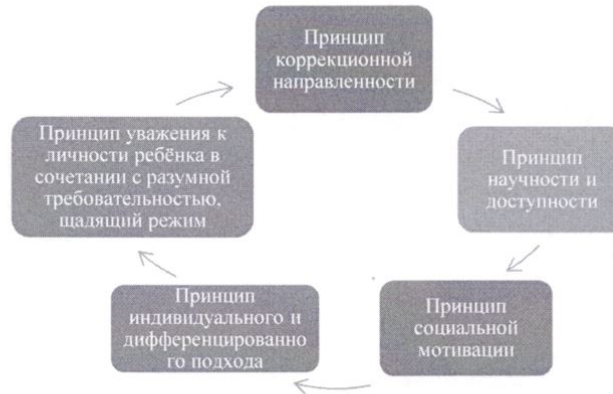 Принцип
коррекционной
направленности
Принцип
научности и
доступности
Принцип
социальной
мотивации
Принцип
индивидуального и
дифференцированно
го подхода
Принцип уважения к
личности ребёнка в
сочетании с разумной
требовательностью,
щадящий режим